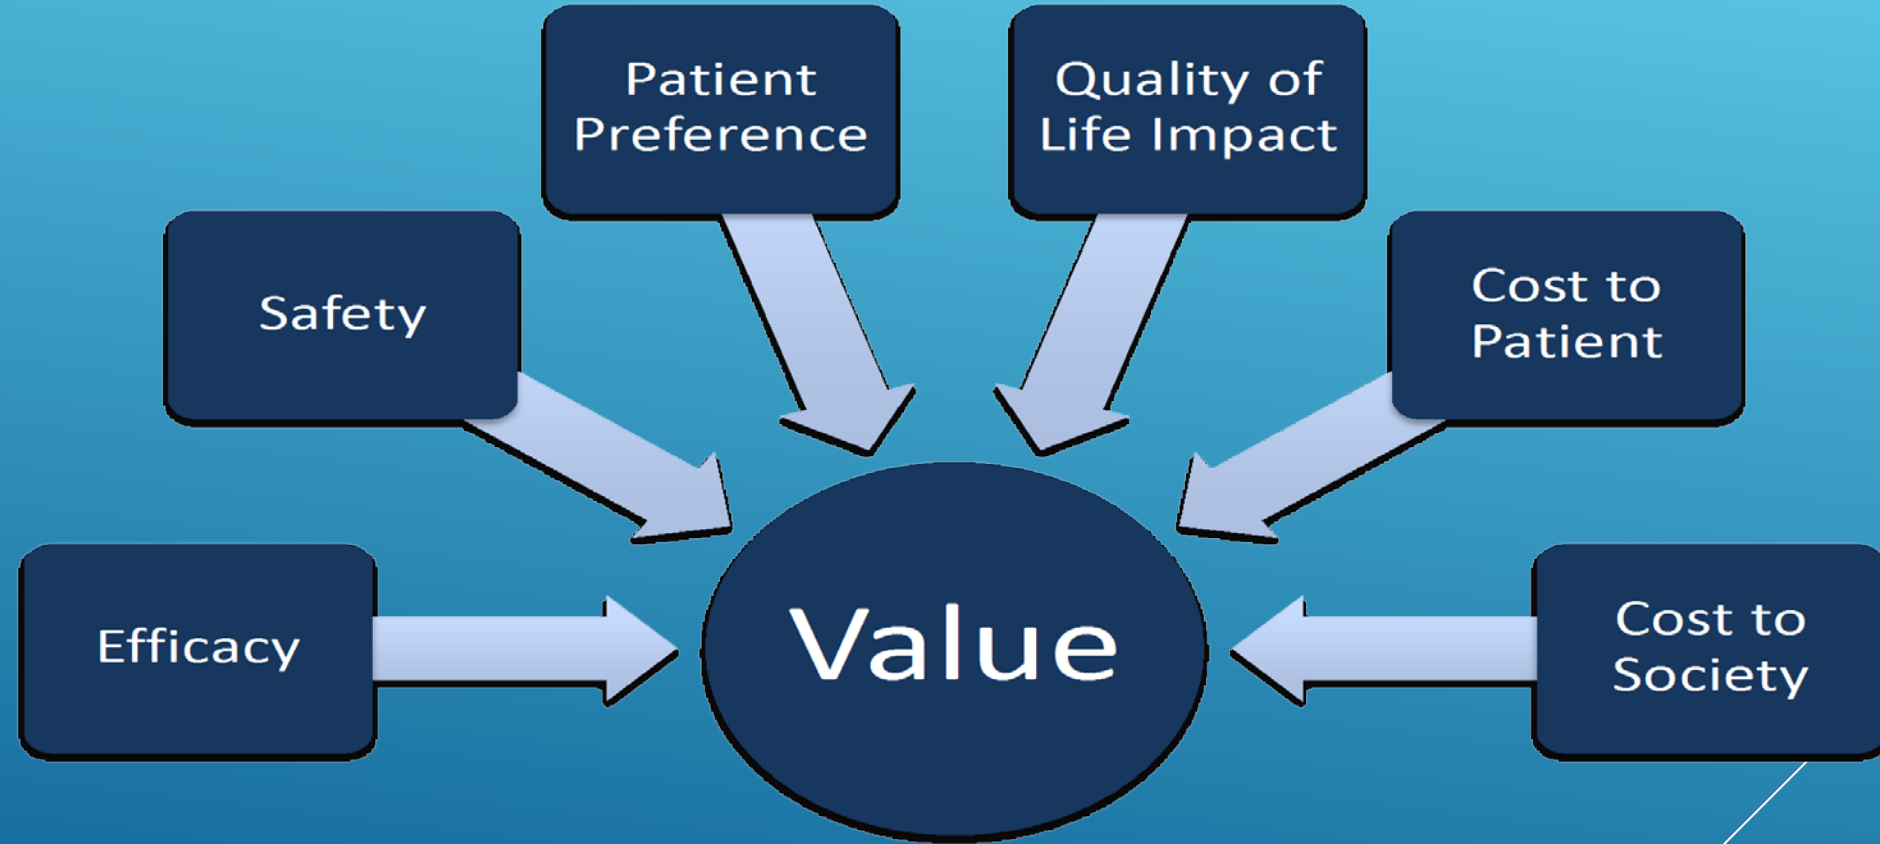 Patient
Preference
Quality of
Life Impact
Safety
Cost to
Patient
Efficacy
Value
Cost to
Society